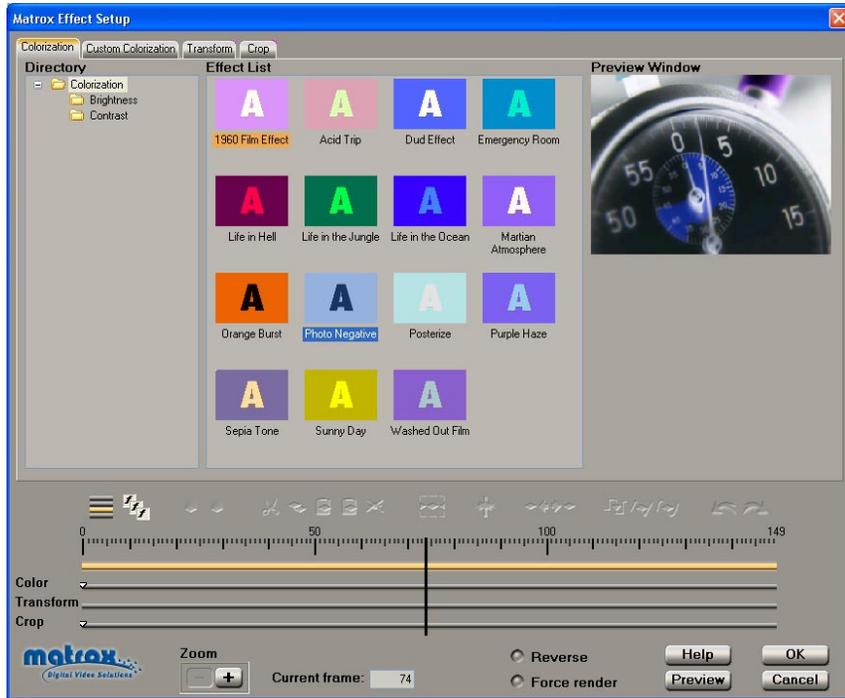 Matrox Effect Setup
Colorization Custom Colorization Transform Crop
Directory
Effect List
Preview Window
Colorization
Brightness
Contrast
A A A A
1960 Film Effect Acid Trip Dud Effect Emergency Room
A A A A
Life in Hell Life in the Jungle Life in the Ocean Martian
Atmosphere
A A A A
Orange Burst Photo Negative Posterize Purple Haze
A A A
Sepia Tone Sunny Day Washed Out Film
0 5 10 15 50 55
fff
0 50 100 149
Color
Transform
Crop
matrox
Digital Video Solutions
Zoom
- +
Current frame: 74
Reverse
Force render
Help OK
Preview Cancel